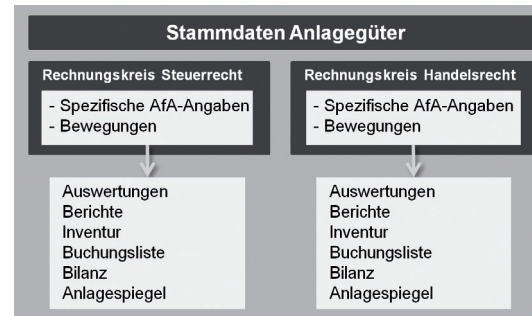 Stammdaten Anlagegüter
Rechnungskreis Steuerrecht
- Spezifische AfA-Angaben
- Bewegungen
Auswertungen
Berichte
Inventur
Buchungsliste
Bilanz
Anlagespiegel
Rechnungskreis Handelsrecht
- Spezifische AfA-Angaben
- Bewegungen
Auswertungen
Berichte
Inventur
Buchungsliste
Bilanz
Anlagespiegel